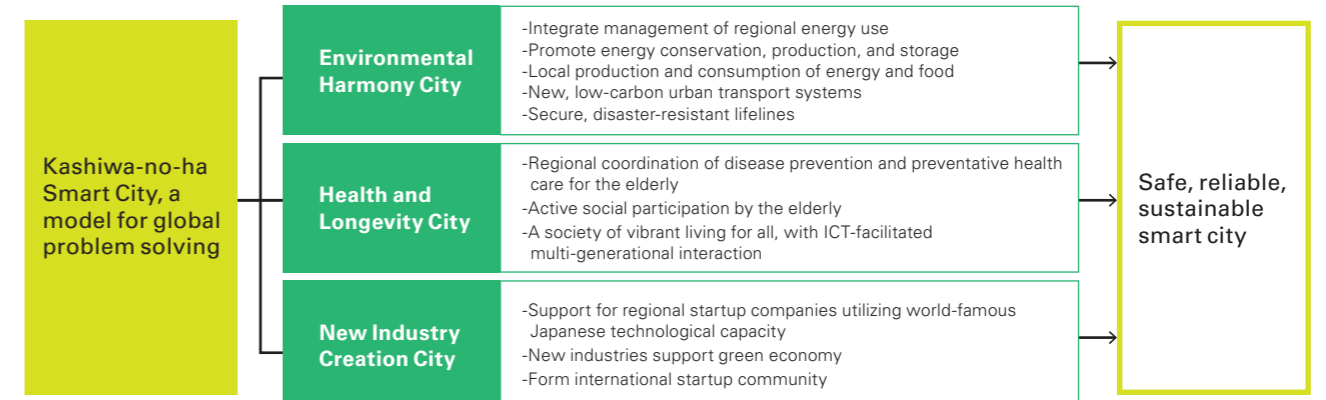 Kashiwa-no-ha
Smart City, a
model for global
problem solving
Environmental
Harmony City
-Integrate management of regional energy use
-Promote energy conservation, production, and storage
-Local production and consumption of energy and food
-New, low-carbon urban transport systems
-Secure, disaster-resistant lifelines
Health and
Longevity City
-Regional coordination of disease prevention and preventative health
care for the elderly
-Active social participation by the elderly
-A society of vibrant living for all, with ICT-facilitated
multi-generational interaction
New Industry
Creation City
-Support for regional startup companies utilizing world-famous
Japanese technological capacity
-New industries support green economy
-Form international startup community
Safe, reliable,
sustainable
smart city